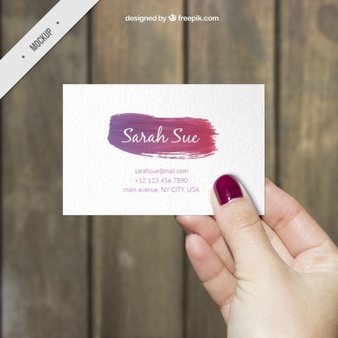 designed by freepik.com
MOCKUP
Sarah Sue
sarahsue@mail.com
+12 123 456 7890
main avenue, NY CITY, USA